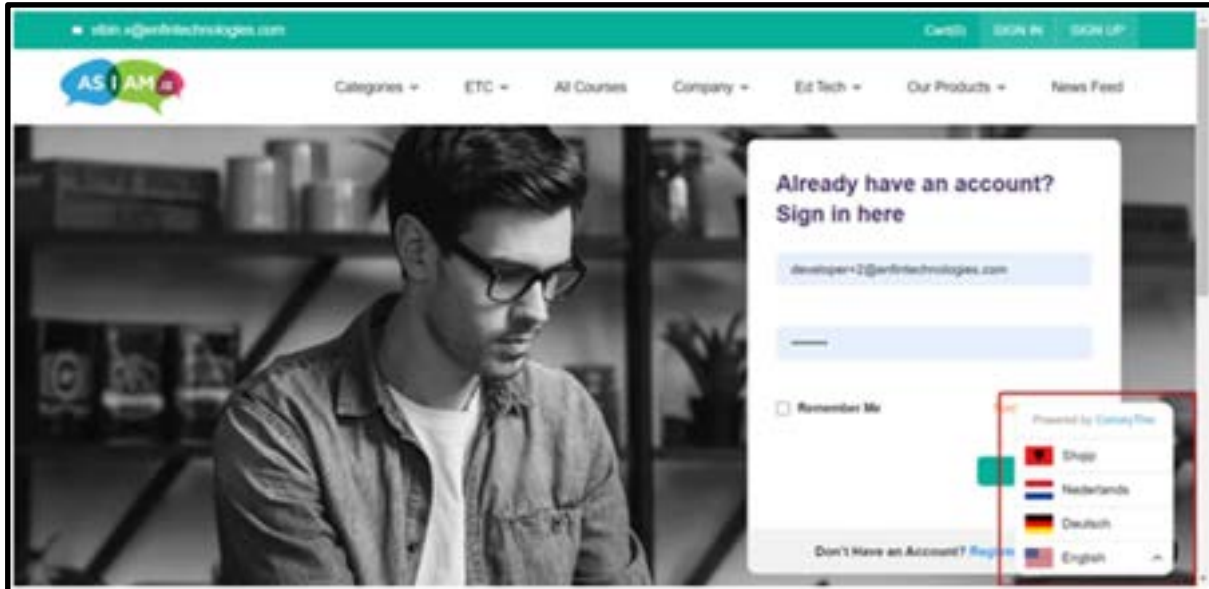 Cart(0) SIGN IN SIGN UP
AS I AM
Categories ETC All Courses Company Ed Tech Our Products News Feed
Already have an account?
Sign in here
developer+2@enfintechnologies.com
Remember Me
Powered by ConveyThis
Shqip
Nederlands
Deutsch
English
Don't Have an Account?